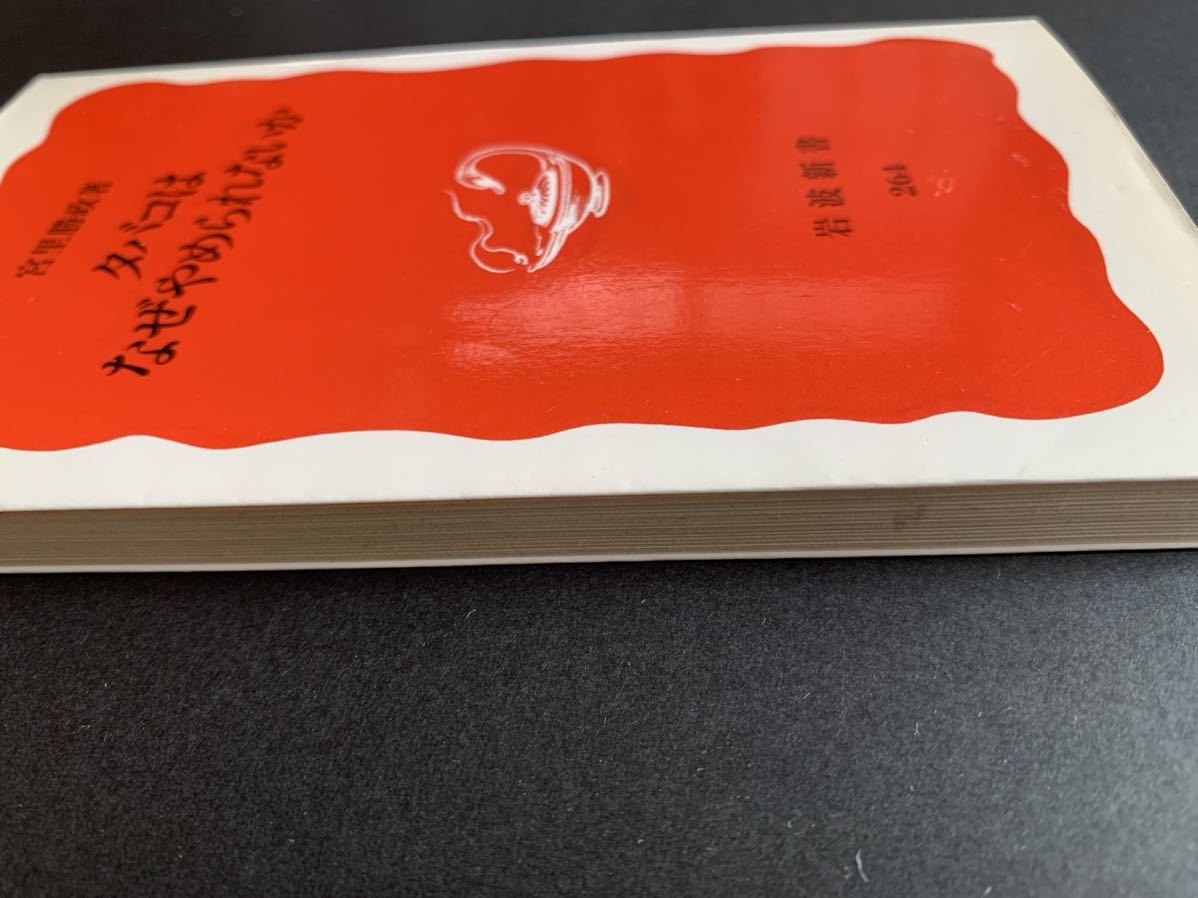 宮里勝政著
タバコは
なぜやめられないか
岩波新書
264